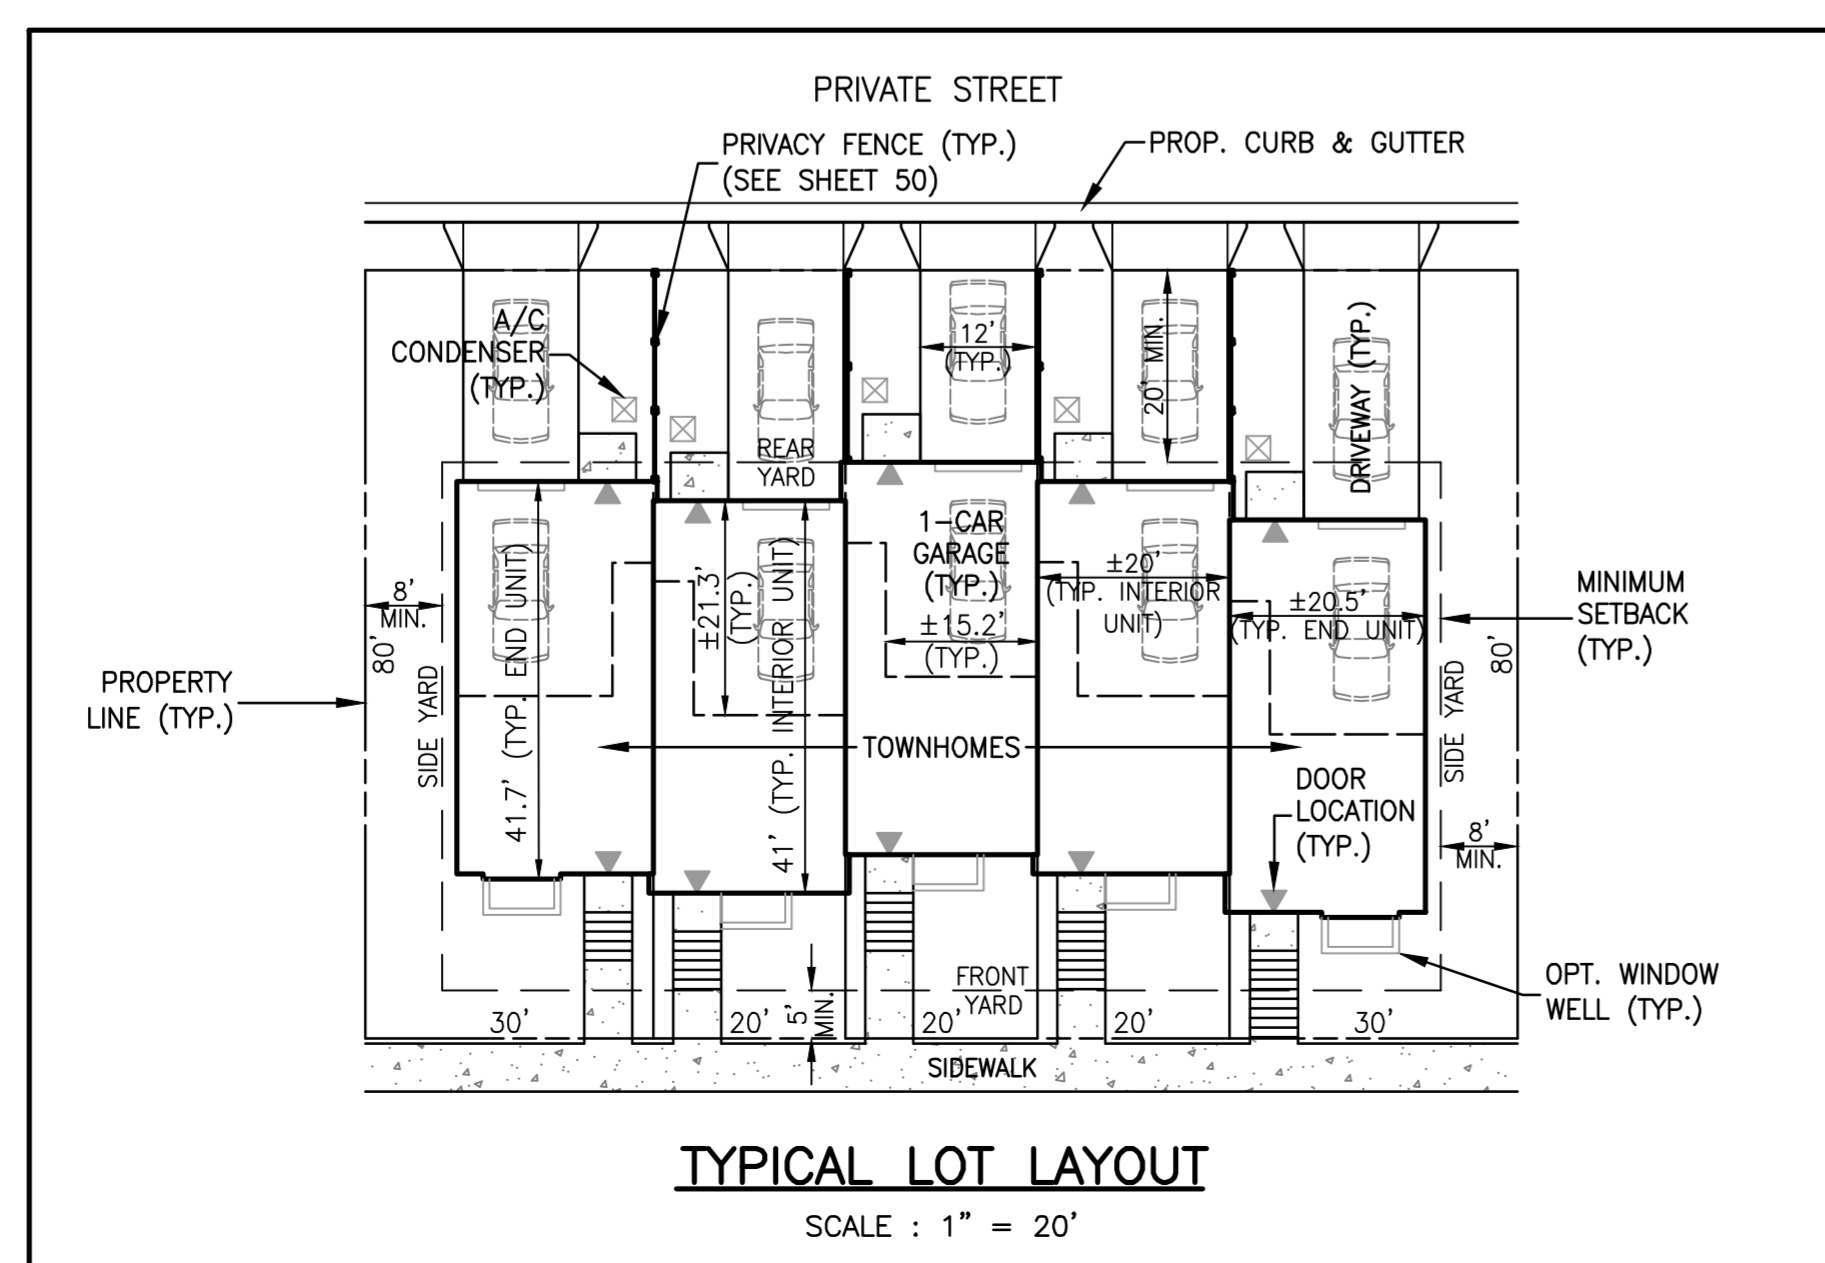 PRIVATE STREET
PRIVACY FENCE (TYP.)
(SEE SHEET 50)
PROP. CURB & GUTTER
A/C
CONDENSER
(TYP.)
12'
(TYP.)
20' MIN.
DRIVEWAY (TYP.)
REAR
YARD
1-CAR
GARAGE
(TYP.)
±21.3'
(TYP.)
±15.2'
(TYP.)
±20'
(TYP. INTERIOR
UNIT)
±20.5'
(TYP. END UNIT)
MINIMUM
SETBACK
(TYP.)
8'
MIN.
80'
80'
PROPERTY
LINE (TYP.)
SIDE YARD
41.7' (TYP. END UNIT)
41' (TYP. INTERIOR UNIT)
SIDE YARD
TOWNHOMES
DOOR
LOCATION
(TYP.)
8'
MIN.
FRONT
YARD
OPT. WINDOW
WELL (TYP.)
30'
20'
5'
MIN.
20'
20'
30'
SIDEWALK
TYPICAL LOT LAYOUT
SCALE : 1" = 20'